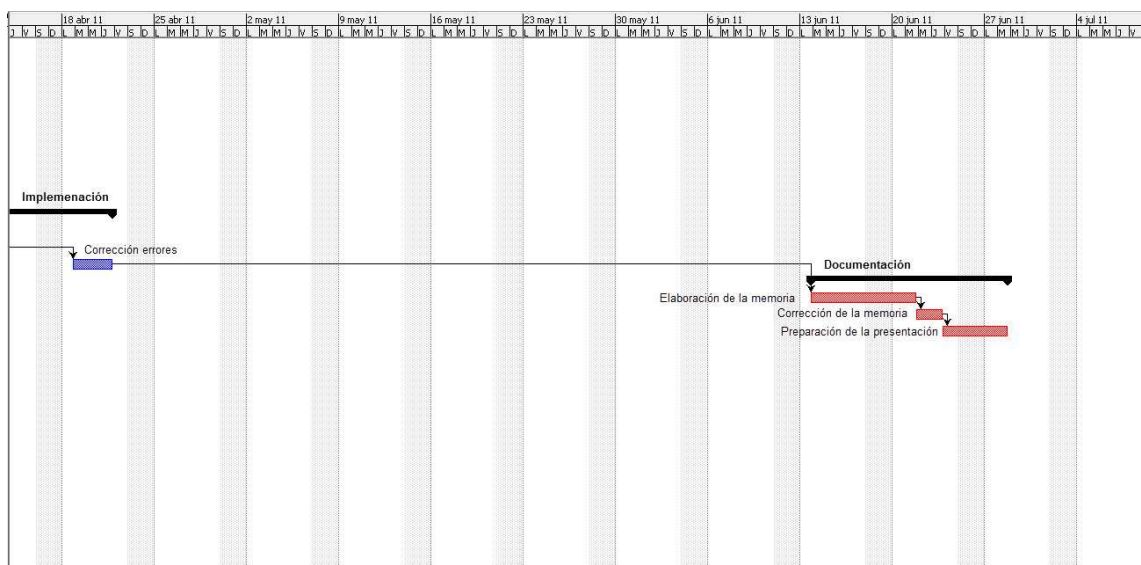 18 abr 11 25 abr 11 2 may 11 9 may 11 16 may 11 23 may 11 30 may 11 6 jun 11 13 jun 11 20 jun 11 27 jun 11 4 jul 11
J V S D L M M J V S D L M M J V S D L M M J V S D L M M J V S D L M M J V S D L M M J V S D L M M J V S D L M M J V S D L M M J V S D L M M J V S D L M M J V S D L M M J V
Implemenación
Corrección errores
Documentación
Elaboración de la memoria
Corrección de la memoria
Preparación de la presentación